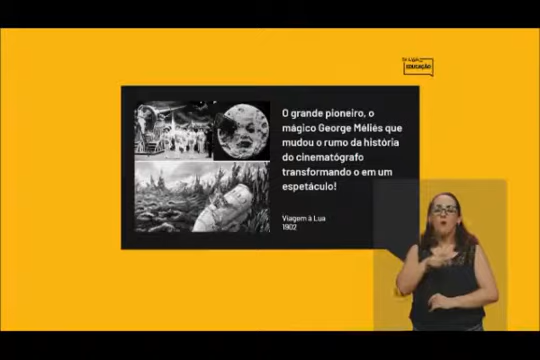 EDUCAÇÃO
O grande pioneiro, o
mágico George Méliès que
mudou o rumo da história
do cinematógrafo
transformando o em um
espetáculo!
Viagem à Lua
1902